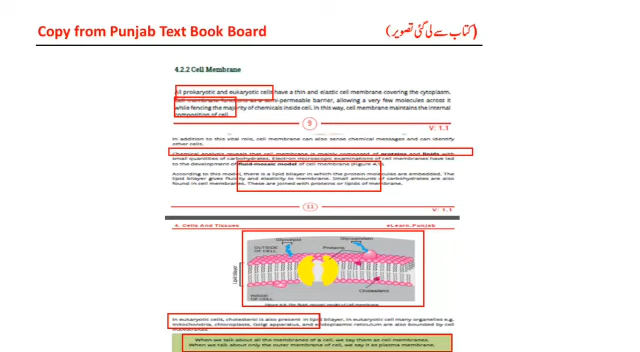 Copy from Punjab Text Book Board
(کتاب سے لی گئی تصویر)
4.2.2 Cell Membrane
All prokaryotic and eukaryotic cells have a thin and elastic cell membrane covering the cytoplasm.
Cell membrane functions as a semi-permeable barrier, allowing a very few molecules across it
while fencing the majority of chemicals inside cell. In this way, cell membrane maintains the internal
composition of cell.
9
V: 1.1
In addition to this vital role, cell membrane can also sense chemical messages and can identify
other cells.
Chemical analysis reveals that cell membrane is mainly composed of proteins and lipids with
small quantities of carbohydrates. Electron microscopic examinations of cell membranes have led
to the development of fluid mosaic model of cell membrane (Figure 4.9).
According to this model, there is a lipid bilayer in which the protein molecules are embedded. The
lipid bilayer gives fluidity and elasticity to membrane. Small amounts of carbohydrates are also
found in cell membranes. These are joined with proteins or lipids of membrane.
11
V: 1.1
4. Cells And Tissues
eLearn.Punjab
Glycolipid
Glycoprotein
OUTSIDE
OF CELL
Proteins
Lipid Bilayer
INSIDE
OF CELL
Cholesterol
In eukaryotic cells, cholesterol is also present in lipid bilayer. In eukaryotic cell many organelles e.g.
mitochondria, chloroplasts, Golgi apparatus, and endoplasmic reticulum are also bounded by cell
membranes.
When we talk about all the membranes of a cell, we say them as cell membranes.
When we talk about only the outer membrane of cell, we say it as plasma membrane.